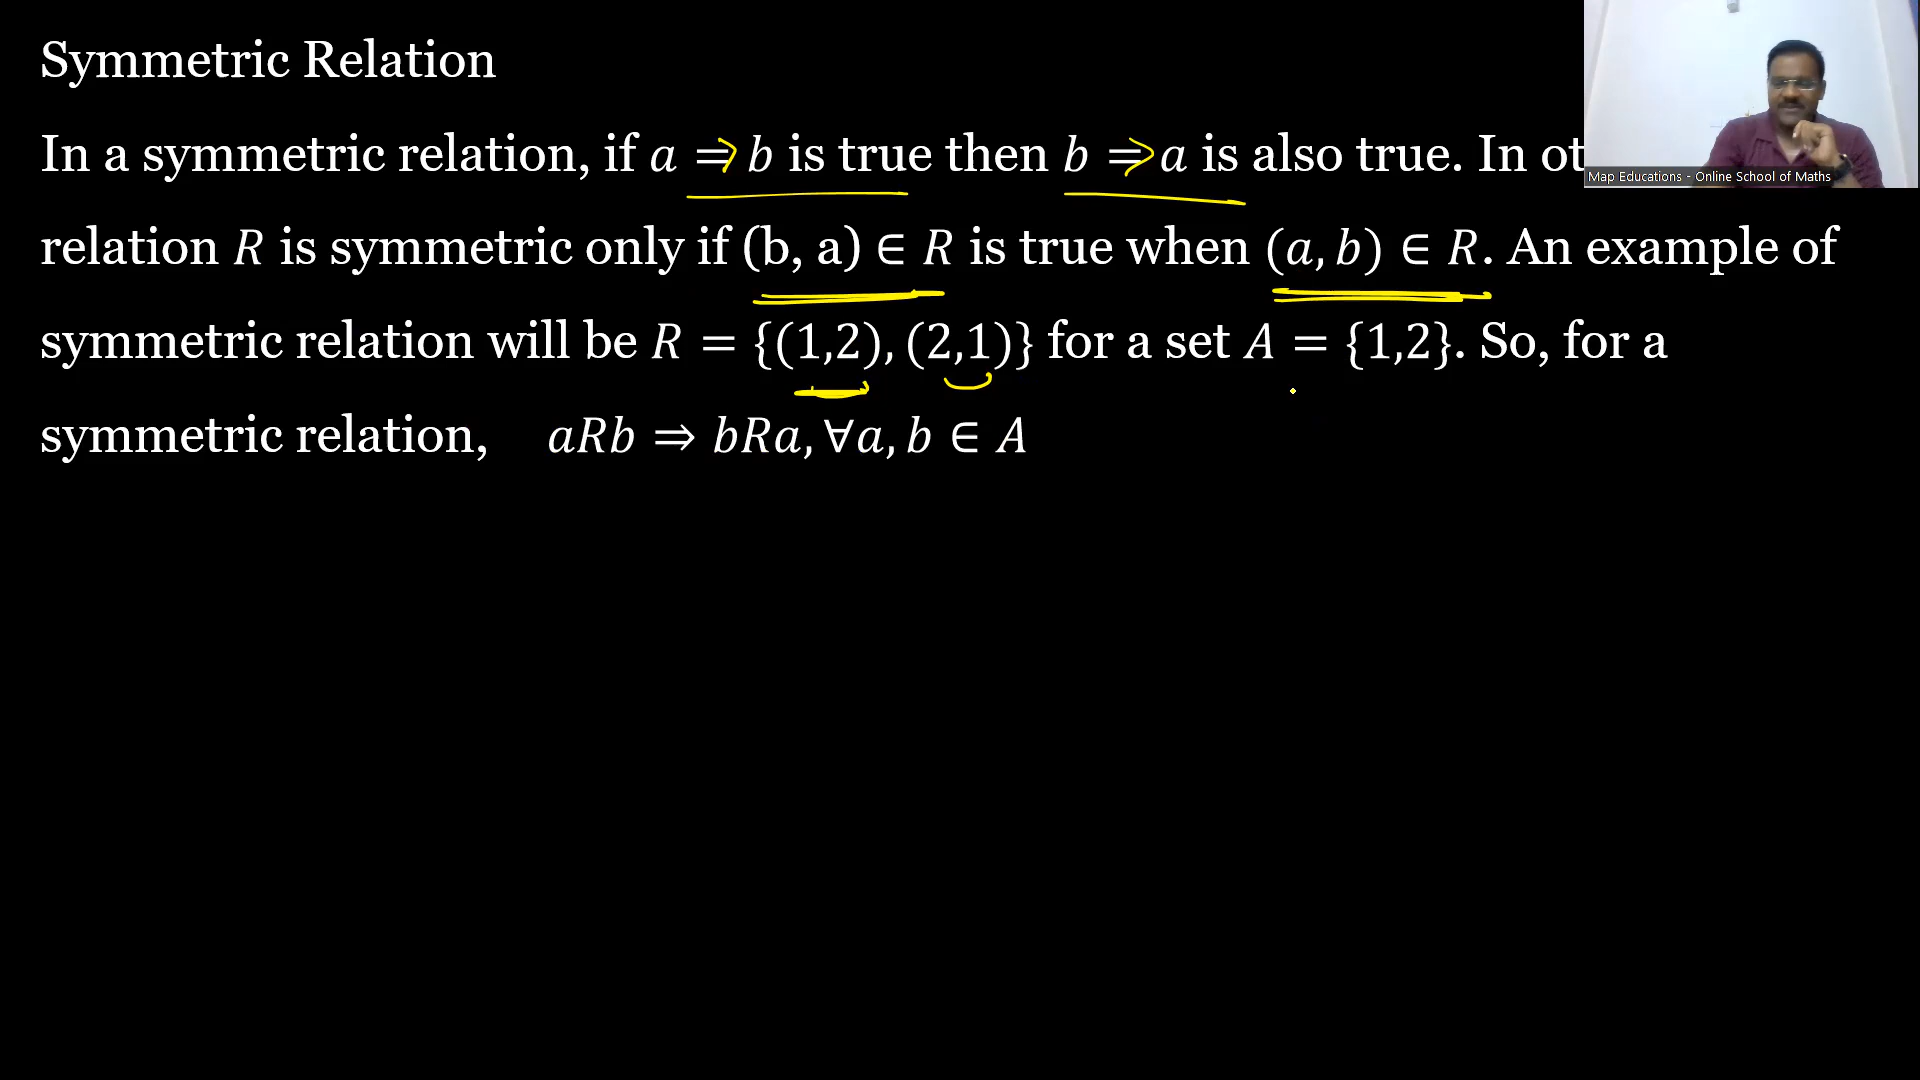 Symmetric Relation
In a symmetric relation, if a ⇒ b is true then b ⇒ a is also true. In
relation R is symmetric only if (b, a) ∈ R is true when (a, b) ∈ R. An example of
symmetric relation will be R = {(1,2), (2,1)} for a set A = {1,2}. So, for a
symmetric relation, aRb ⇒ bRa, ∀a, b ∈ A
Map Educations - Online School of Maths